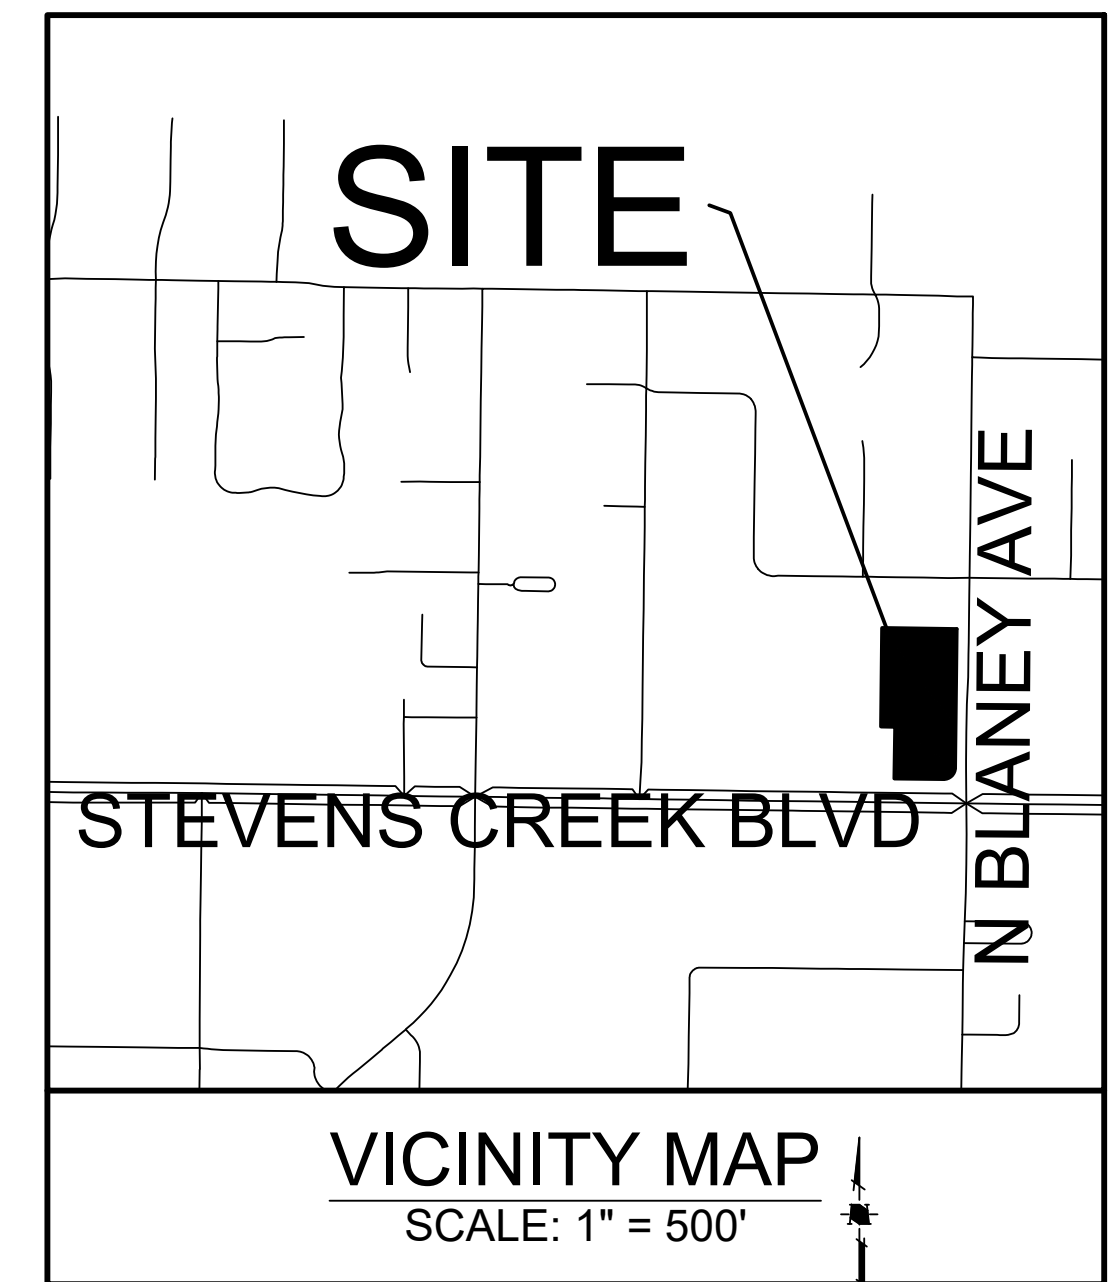 SITE
N BLANEY AVE
STEVENS CREEK BLVD
VICINITY MAP
SCALE: 1" = 500'